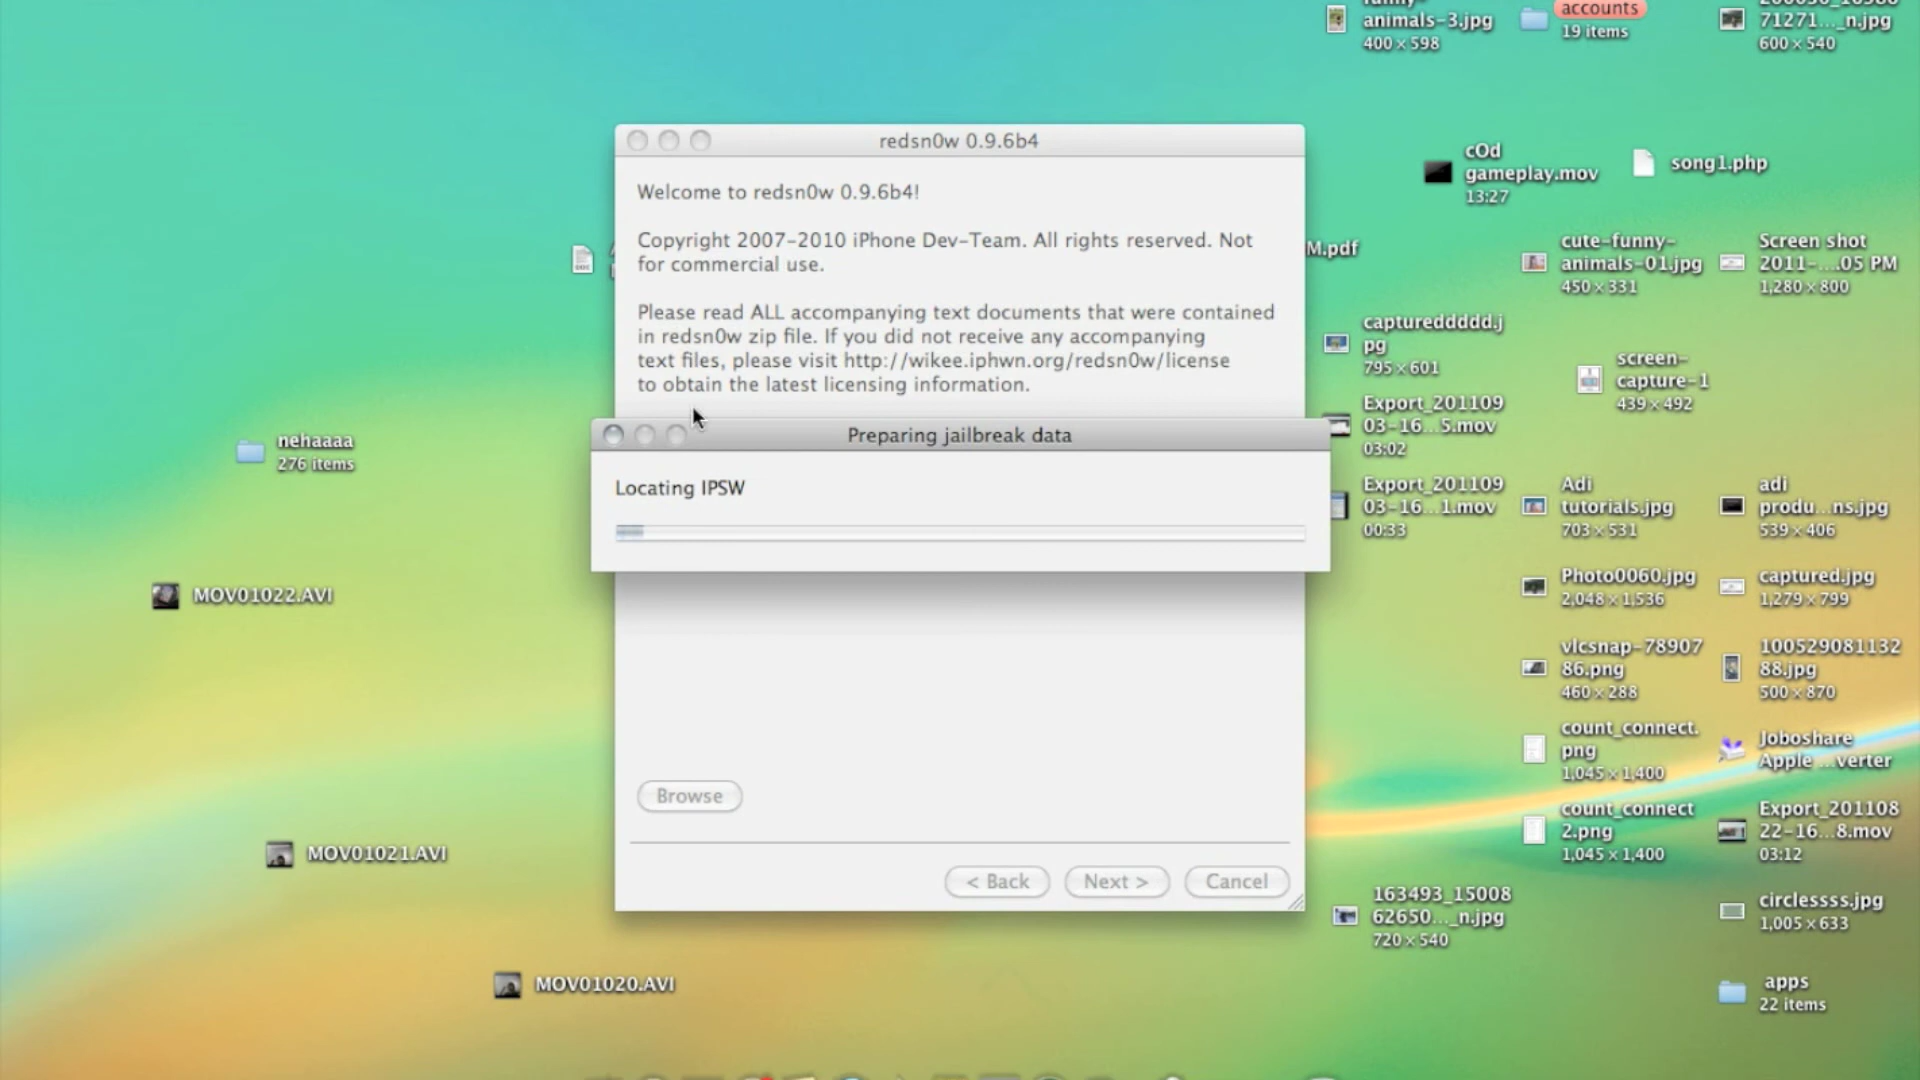 redsn0w 0.9.6b4
Welcome to redsn0w 0.9.6b4!
Copyright 2007-2010 iPhone Dev-Team. All rights reserved. Not
for commercial use.
Please read ALL accompanying text documents that were contained
in redsn0w zip file. If you did not receive any accompanying
text files, please visit http://wikee.iphwn.org/redsn0w/license
to obtain the latest licensing information.
Preparing jailbreak data
Locating IPSW
Browse
< Back
Next >
Cancel
nehaaaa
276 items
MOV01022.AVI
MOV01021.AVI
MOV01020.AVI
animals-3.jpg
400 × 598
accounts
19 items
71271..._n.jpg
600 × 540
cOd
gameplay.mov
13:27
song1.php
M.pdf
cute-funny-
animals-01.jpg
450 × 331
Screen shot
2011-....05 PM
1,280 × 800
captureddddd.j
pg
795 × 601
screen-
capture-1
439 × 492
Export_201109
03-16...5.mov
03:02
Export_201109
03-16...1.mov
00:33
Adi
tutorials.jpg
703 × 531
adi
produ...ns.jpg
539 × 406
Photo0060.jpg
2,048 × 1,536
captured.jpg
1,279 × 799
vlcsnap-78907
86.png
460 × 288
100529081132
88.jpg
500 × 870
count_connect.
png
1,045 × 1,400
Joboshare
Apple ...verter
count_connect
2.png
1,045 × 1,400
Export_201108
22-16...8.mov
03:12
163493_15008
62650..._n.jpg
720 × 540
circlessss.jpg
1,005 × 633
apps
22 items